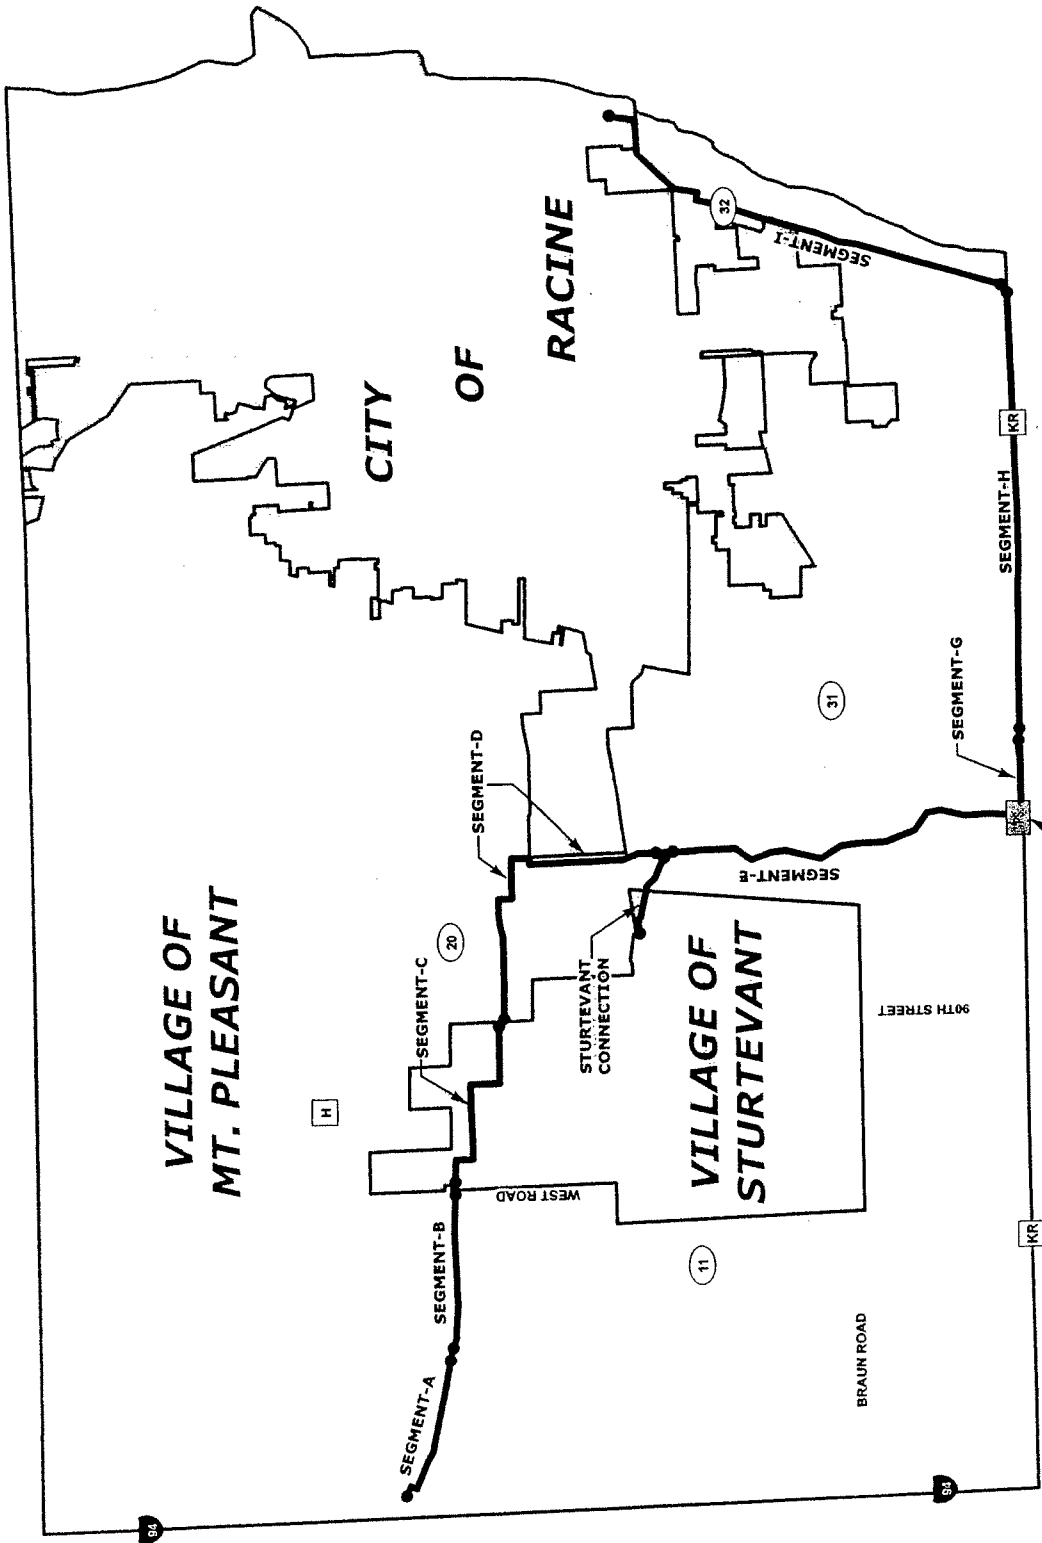 VILLAGE OF
MT. PLEASANT
CITY
OF
RACINE
VILLAGE OF
STURTEVANT
SEGMENT-A
SEGMENT-B
SEGMENT-C
SEGMENT-D
SEGMENT-E
SEGMENT-G
SEGMENT-H
SEGMENT-I
STURTEVANT
CONNECTION
WEST ROAD
90TH STREET
BRAUN ROAD
94
94
H
20
11
31
32
KR
KR